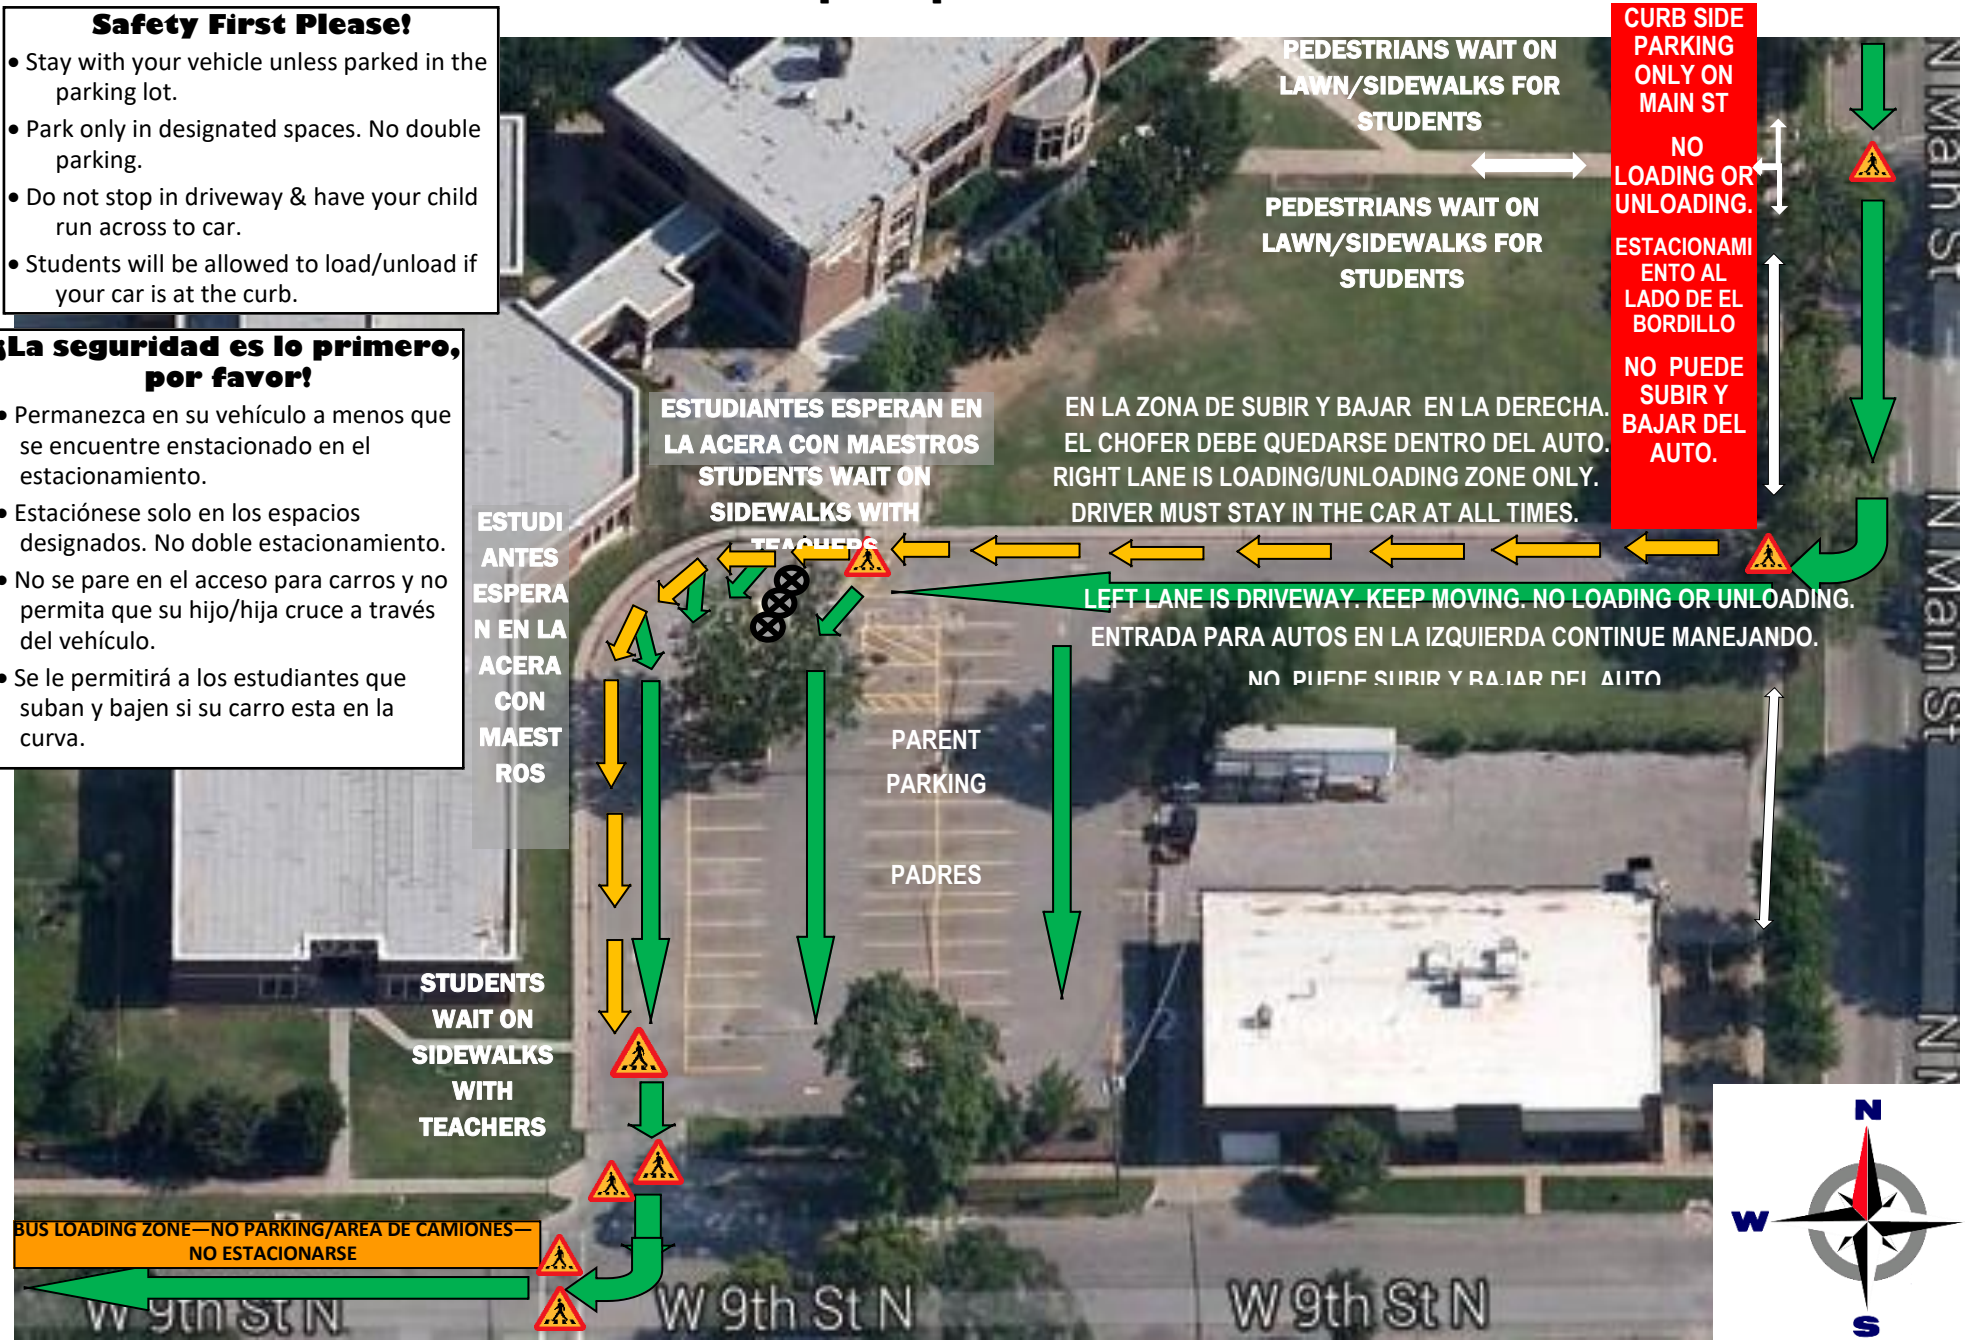 Safety First Please!
• Stay with your vehicle unless parked in the
parking lot.
• Park only in designated spaces. No double
parking.
• Do not stop in driveway & have your child
run across to car.
• Students will be allowed to load/unload if
your car is at the curb.
¡La seguridad es lo primero,
por favor!
• Permanezca en su vehículo a menos que
se encuentre enstacionado en el
estacionamiento.
• Estaciónese solo en los espacios
designados. No doble estacionamiento.
• No se pare en el acceso para carros y no
permita que su hijo/hija cruce a través
del vehículo.
• Se le permitirá a los estudiantes que
suban y bajen si su carro esta en la
curva.
PEDESTRIANS WAIT ON
LAWN/SIDEWALKS FOR
STUDENTS
PEDESTRIANS WAIT ON
LAWN/SIDEWALKS FOR
STUDENTS
CURB SIDE
PARKING
ONLY ON
MAIN ST
NO
LOADING OR
UNLOADING.
ESTACIONAMI
ENTO AL
LADO DE EL
BORDILLO
NO PUEDE
SUBIR Y
BAJAR DEL
AUTO.
N Main St
N Main St
ESTUDIANTES ESPERAN EN
LA ACERA CON MAESTROS
STUDENTS WAIT ON
SIDEWALKS WITH
TEACHERS
EN LA ZONA DE SUBIR Y BAJAR EN LA DERECHA.
EL CHOFER DEBE QUEDARSE DENTRO DEL AUTO.
RIGHT LANE IS LOADING/UNLOADING ZONE ONLY.
DRIVER MUST STAY IN THE CAR AT ALL TIMES.
ESTUDI
ANTES
ESPERA
N EN LA
ACERA
CON
MAEST
ROS
LEFT LANE IS DRIVEWAY. KEEP MOVING. NO LOADING OR UNLOADING.
ENTRADA PARA AUTOS EN LA IZQUIERDA CONTINUE MANEJANDO.
NO PUEDE SUBIR Y BAJAR DEL AUTO
PARENT
PARKING
PADRES
STUDENTS
WAIT ON
SIDEWALKS
WITH
TEACHERS
BUS LOADING ZONE—NO PARKING/AREA DE CAMIONES—
NO ESTACIONARSE
W 9th St N
W 9th St N
W 9th St N
N
W
S